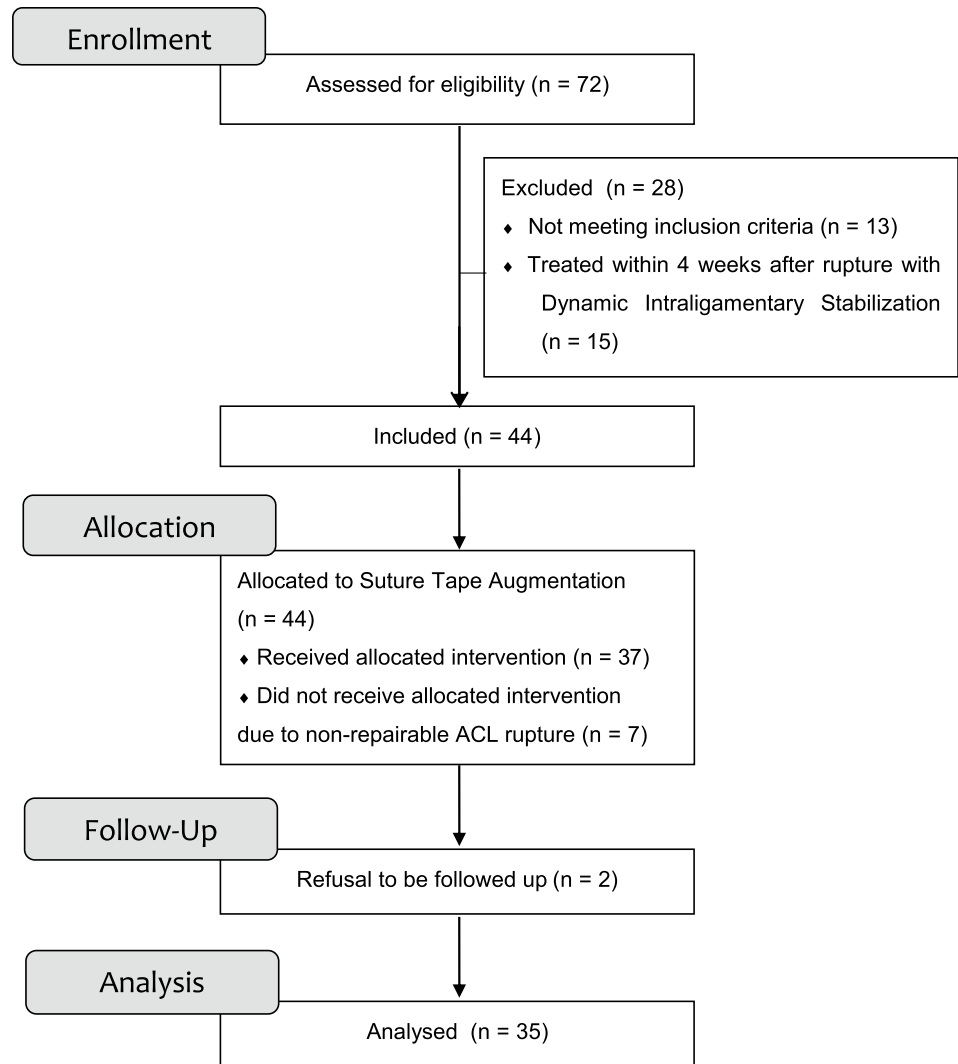 Enrollment
Assessed for eligibility (n = 72)
Excluded (n = 28)
♦ Not meeting inclusion criteria (n = 13)
♦ Treated within 4 weeks after rupture with
Dynamic Intraligamentary Stabilization
(n = 15)
Included (n = 44)
Allocation
Allocated to Suture Tape Augmentation
(n = 44)
♦ Received allocated intervention (n = 37)
♦ Did not receive allocated intervention
due to non-repairable ACL rupture (n = 7)
Follow-Up
Refusal to be followed up (n = 2)
Analysis
Analysed (n = 35)